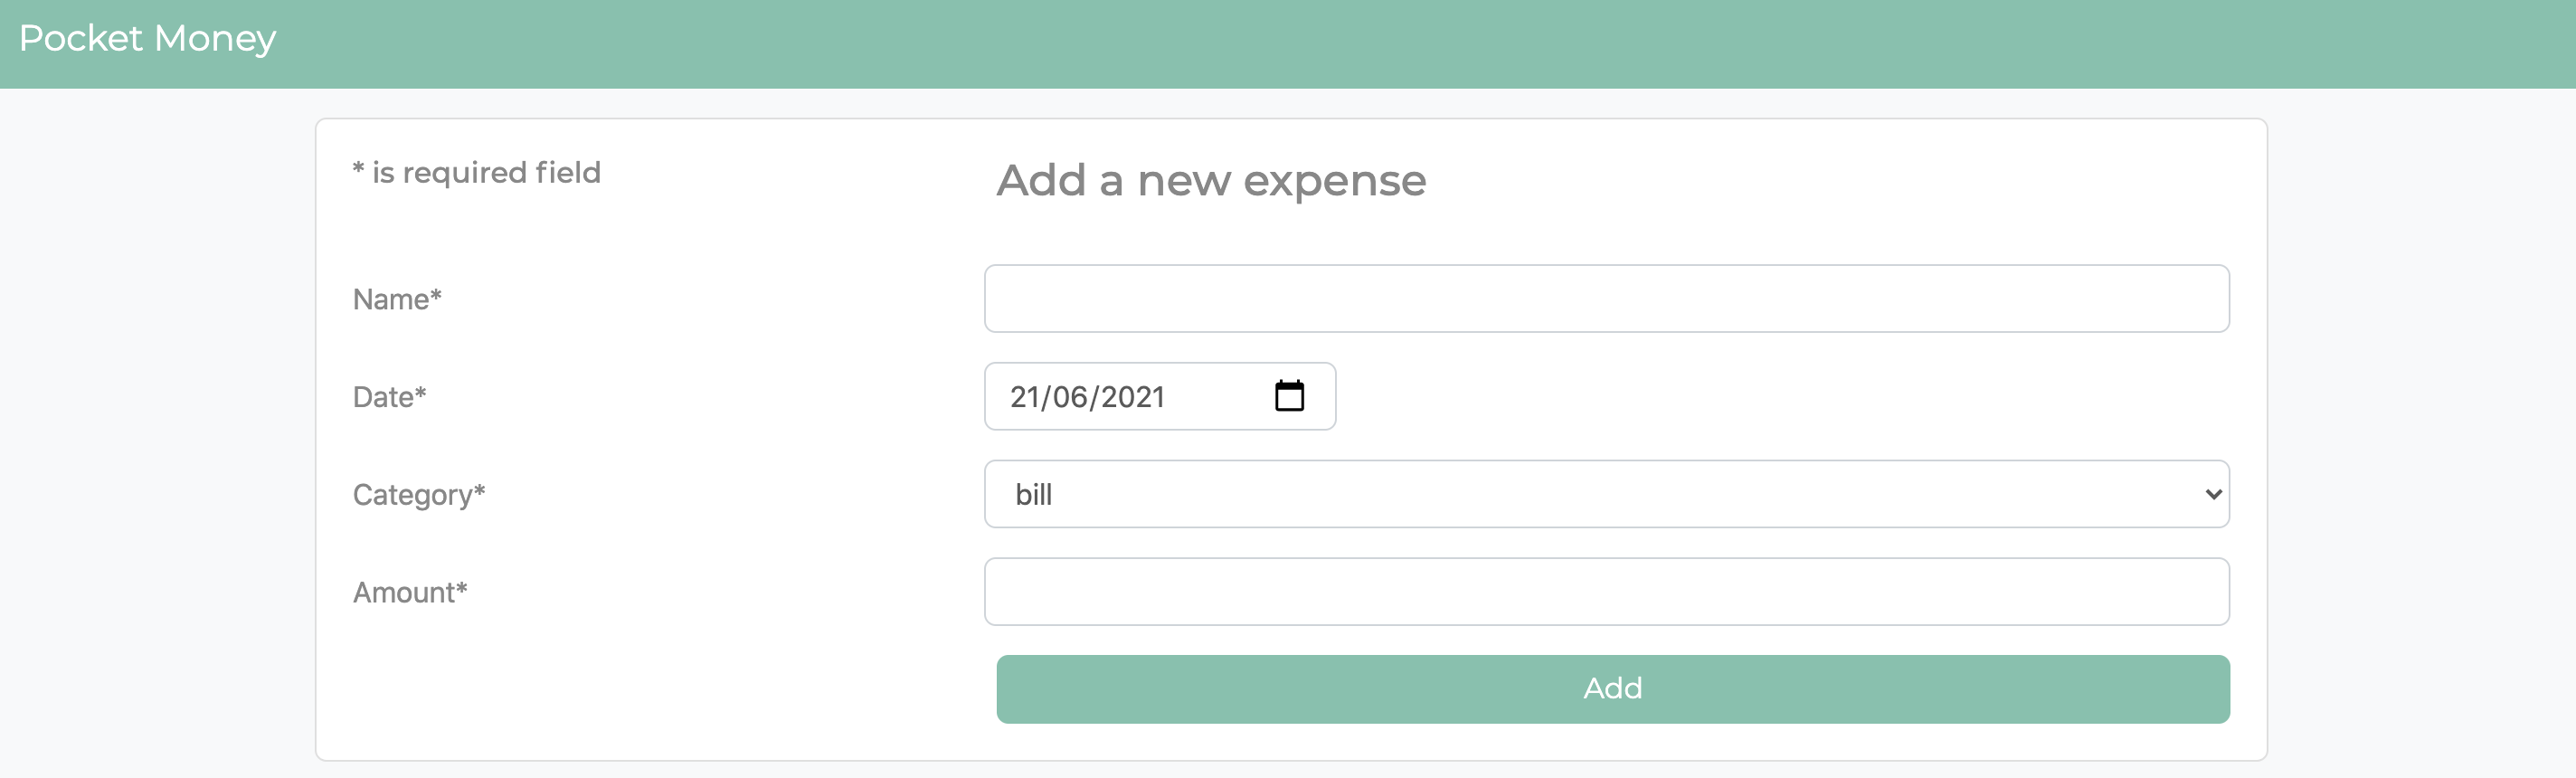 Pocket Money
* is required field
Add a new expense
Name*
Date*
21/06/2021
Category*
bill
Amount*
Add